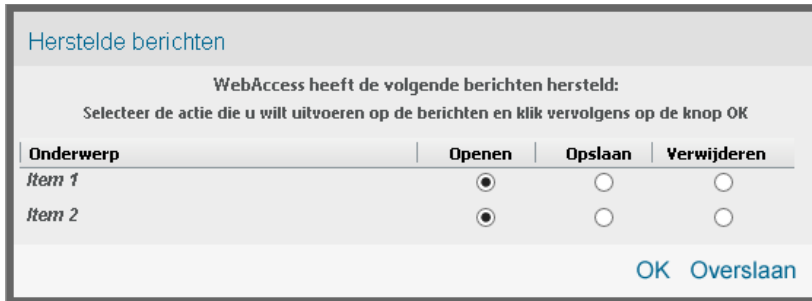 Herstelde berichten
WebAccess heeft de volgende berichten hersteld:
Selecteer de actie die u wilt uitvoeren op de berichten en klik vervolgens op de knop OK
Onderwerp Openen Opslaan Verwijderen
Item 1
Item 2
OK Overslaan